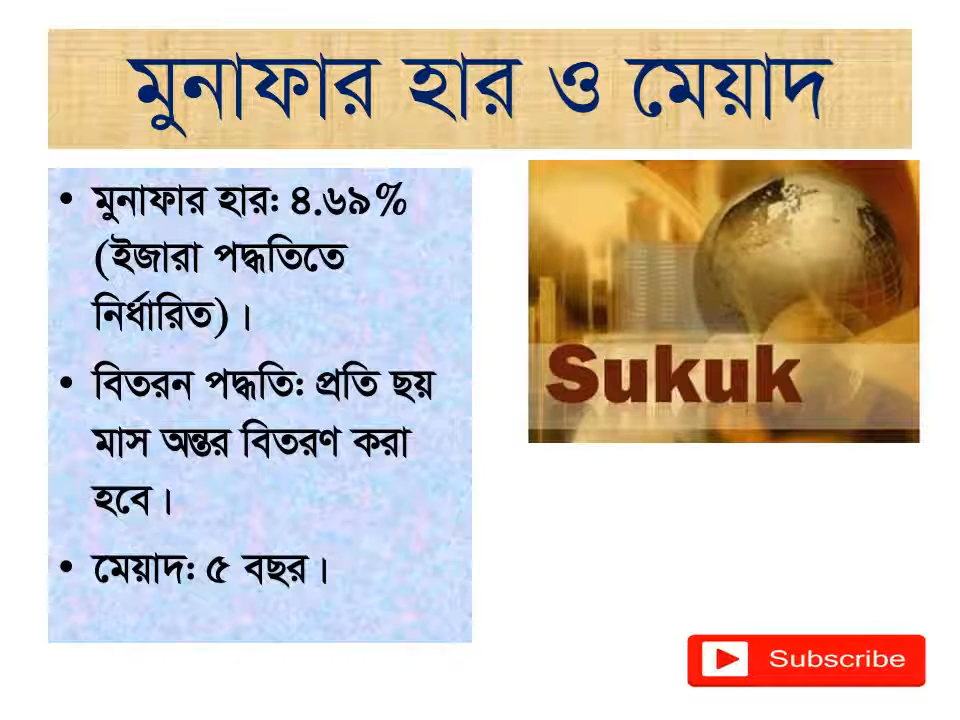 মুনাফার হার ও মেয়াদ
• মুনাফার হার: ৪.৬৯%
(ইজারা পদ্ধতিতে
নির্ধারিত)।
• বিতরন পদ্ধতি: প্রতি ছয়
মাস অন্তর বিতরণ করা
হবে।
• মেয়াদ: ৫ বছর।
Sukuk
Subscribe